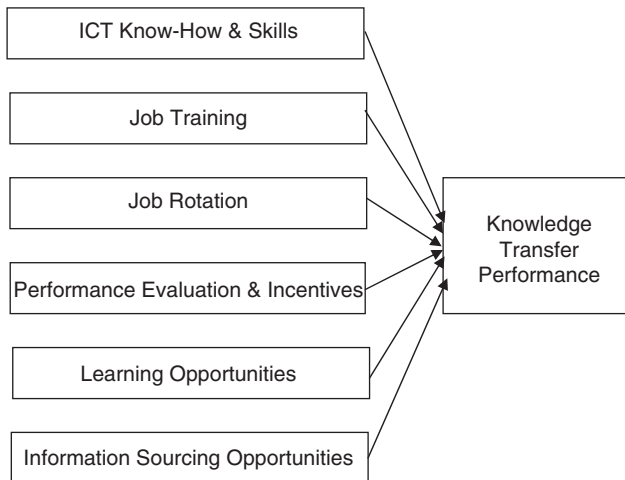 ICT Know-How & Skills
Job Training
Job Rotation
Performance Evaluation & Incentives
Learning Opportunities
Information Sourcing Opportunities
Knowledge
Transfer
Performance